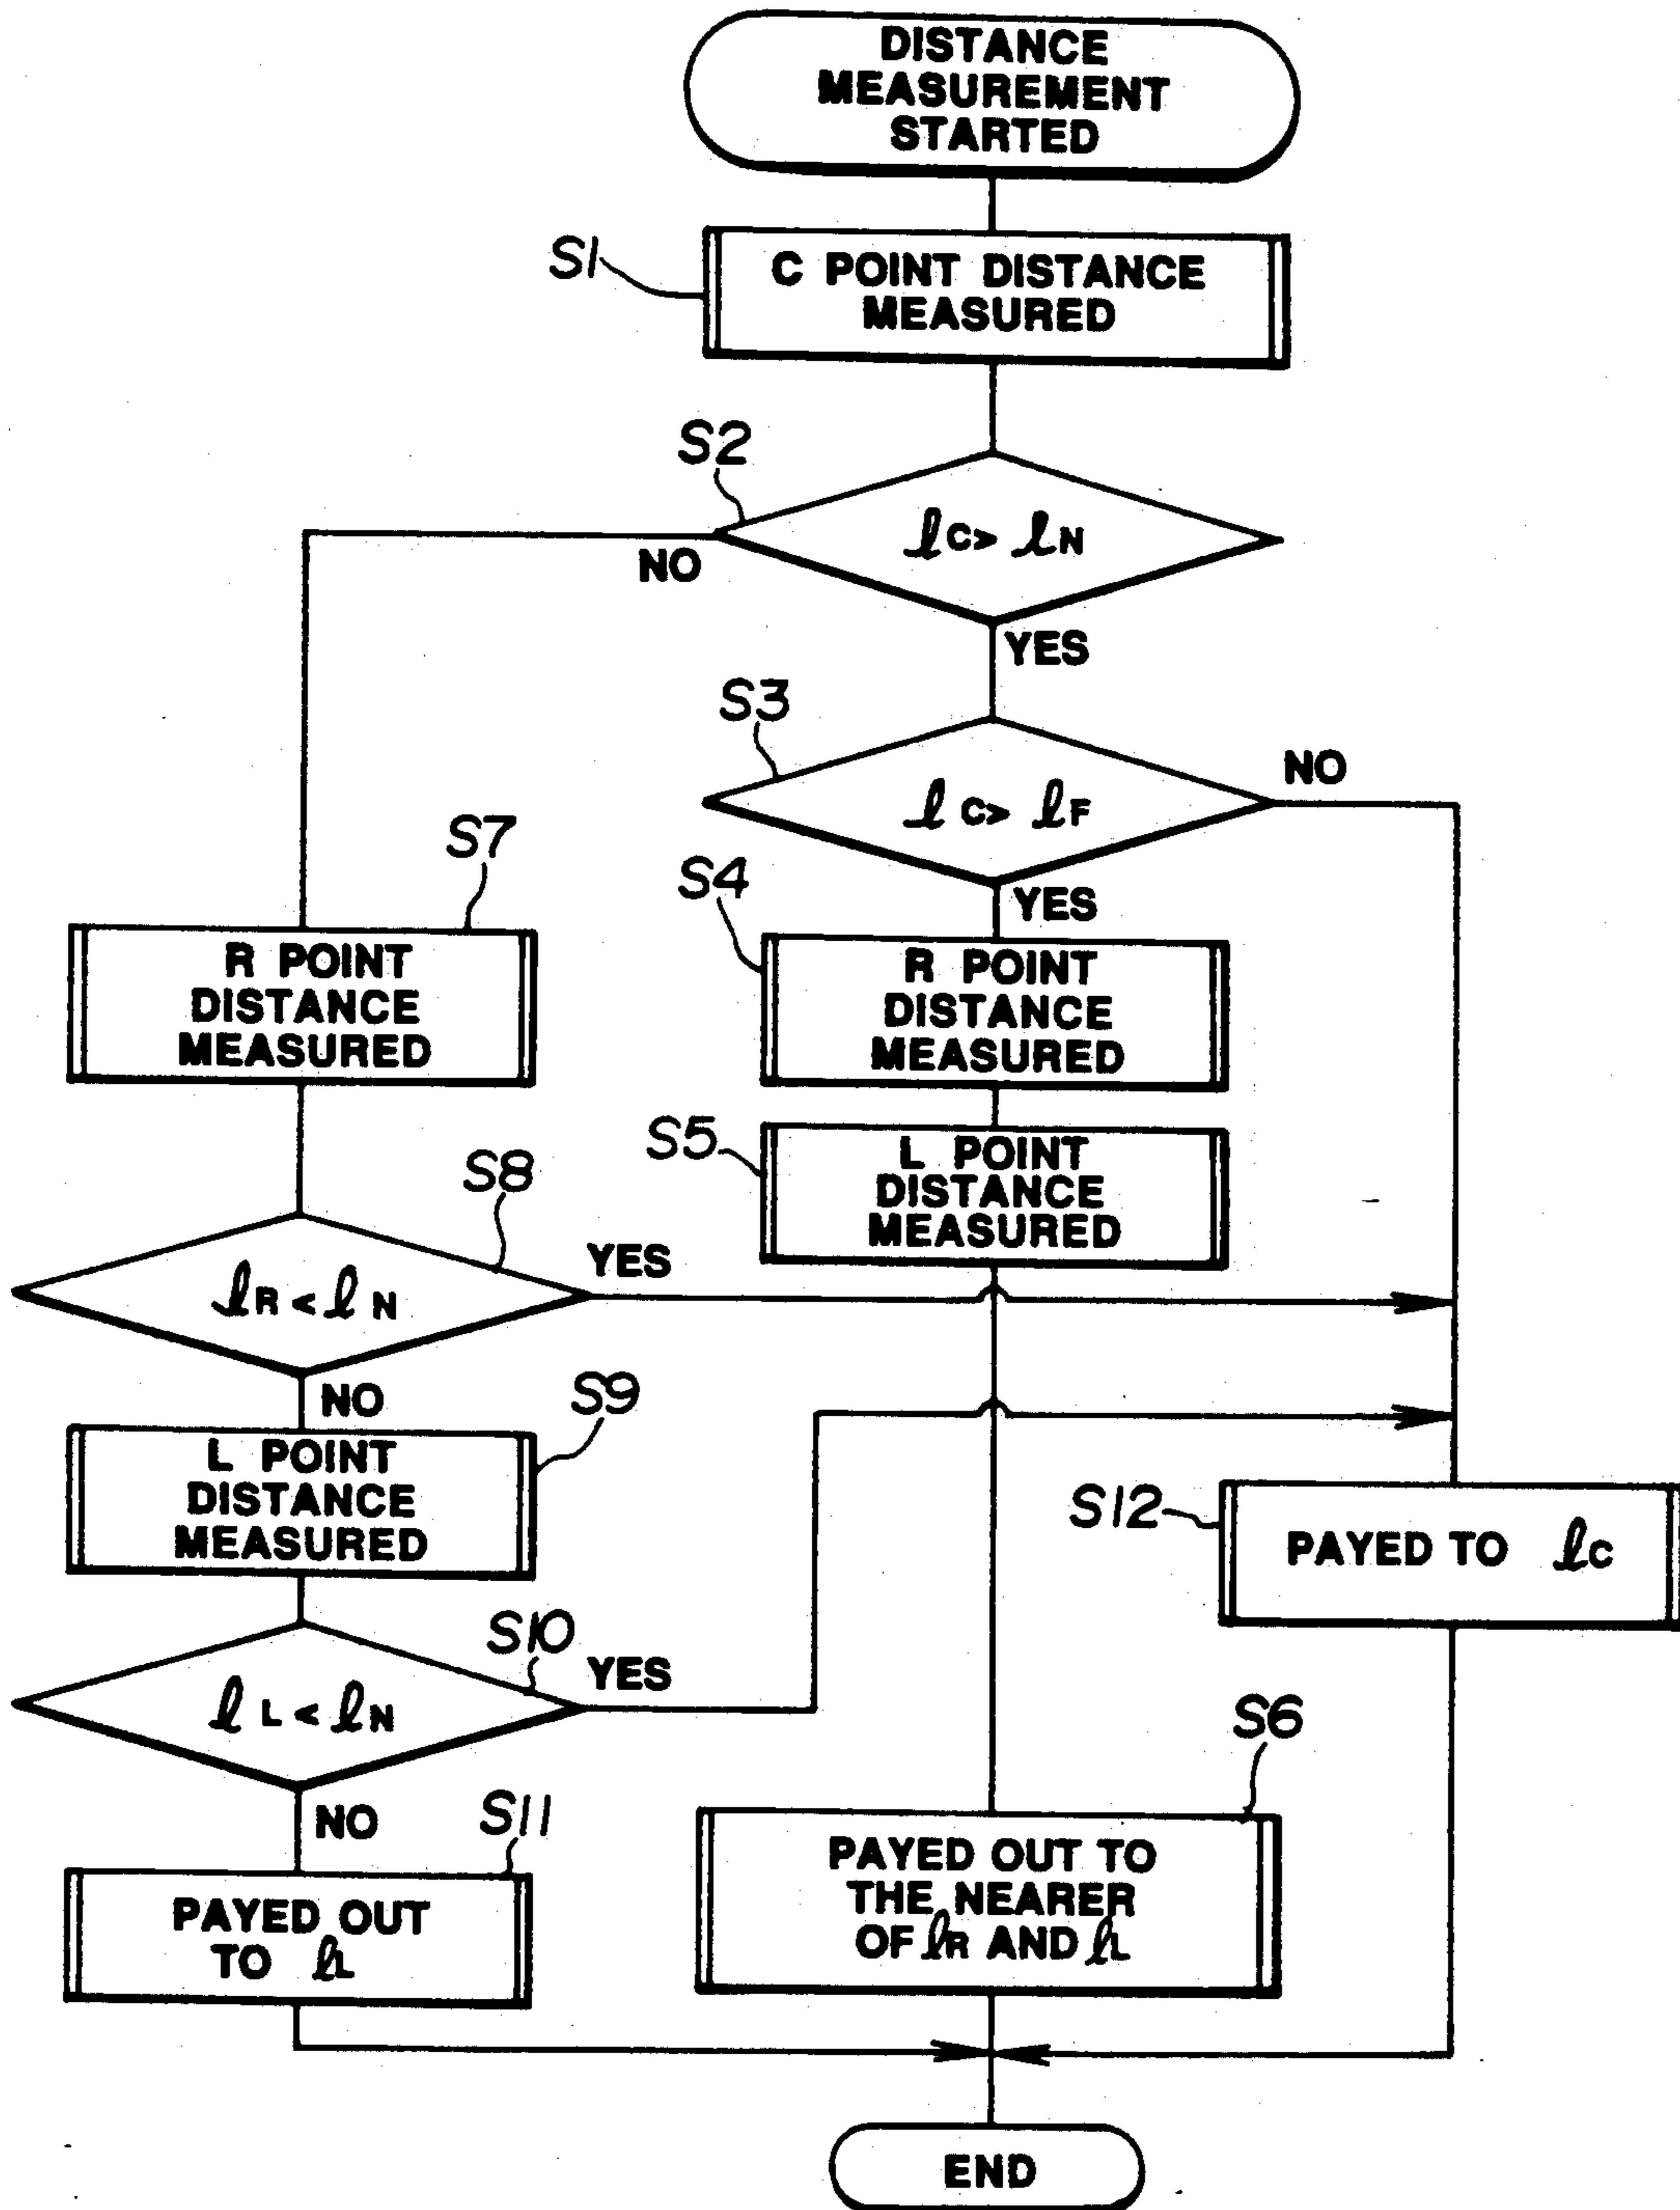 DISTANCE
MEASUREMENT
STARTED
S1
C POINT DISTANCE
MEASURED
S2
ℓC > ℓN
NO
YES
S3
ℓC > ℓF
NO
YES
S7
R POINT
DISTANCE
MEASURED
S4
R POINT
DISTANCE
MEASURED
S5
L POINT
DISTANCE
MEASURED
S8
ℓR < ℓN
YES
NO
S9
L POINT
DISTANCE
MEASURED
S12
PAYED TO ℓC
S10
ℓL < ℓN
YES
NO
S6
PAYED OUT TO
THE NEARER
OF ℓR AND ℓL
S11
PAYED OUT
TO ℓL
END